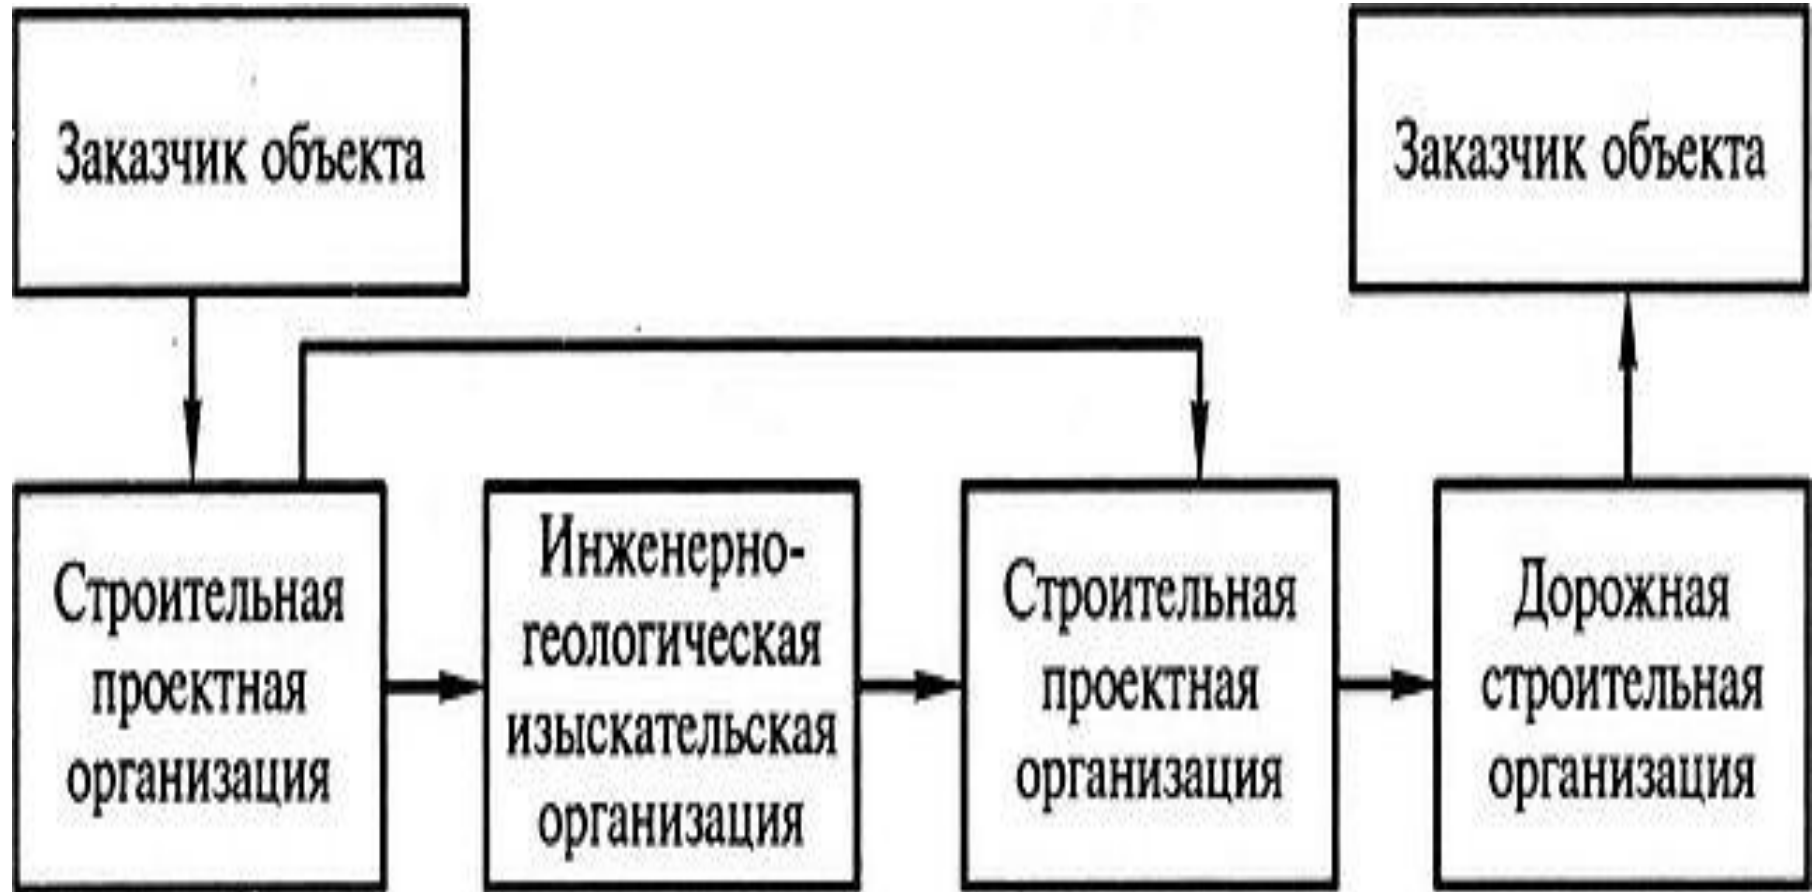 Заказчик объекта
Заказчик объекта
Строительная
проектная
организация
Инженерно-
геологическая
изыскательская
организация
Строительная
проектная
организация
Дорожная
строительная
организация